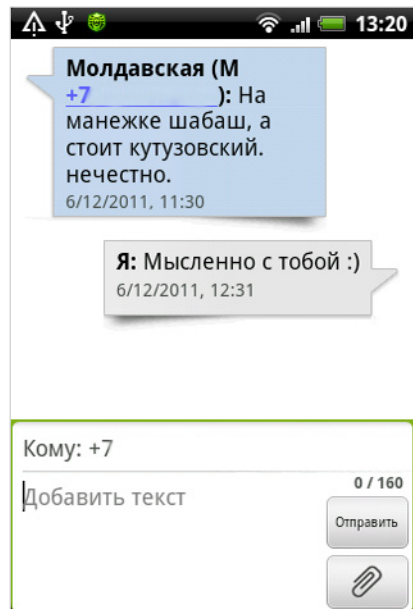 13:20
Молдавская (М
+7 ): На
манежке шабаш, а
стоит кутузовский.
нечестно.
6/12/2011, 11:30
Я: Мысленно с тобой :)
6/12/2011, 12:31
Кому: +7
0 / 160
Добавить текст
Отправить